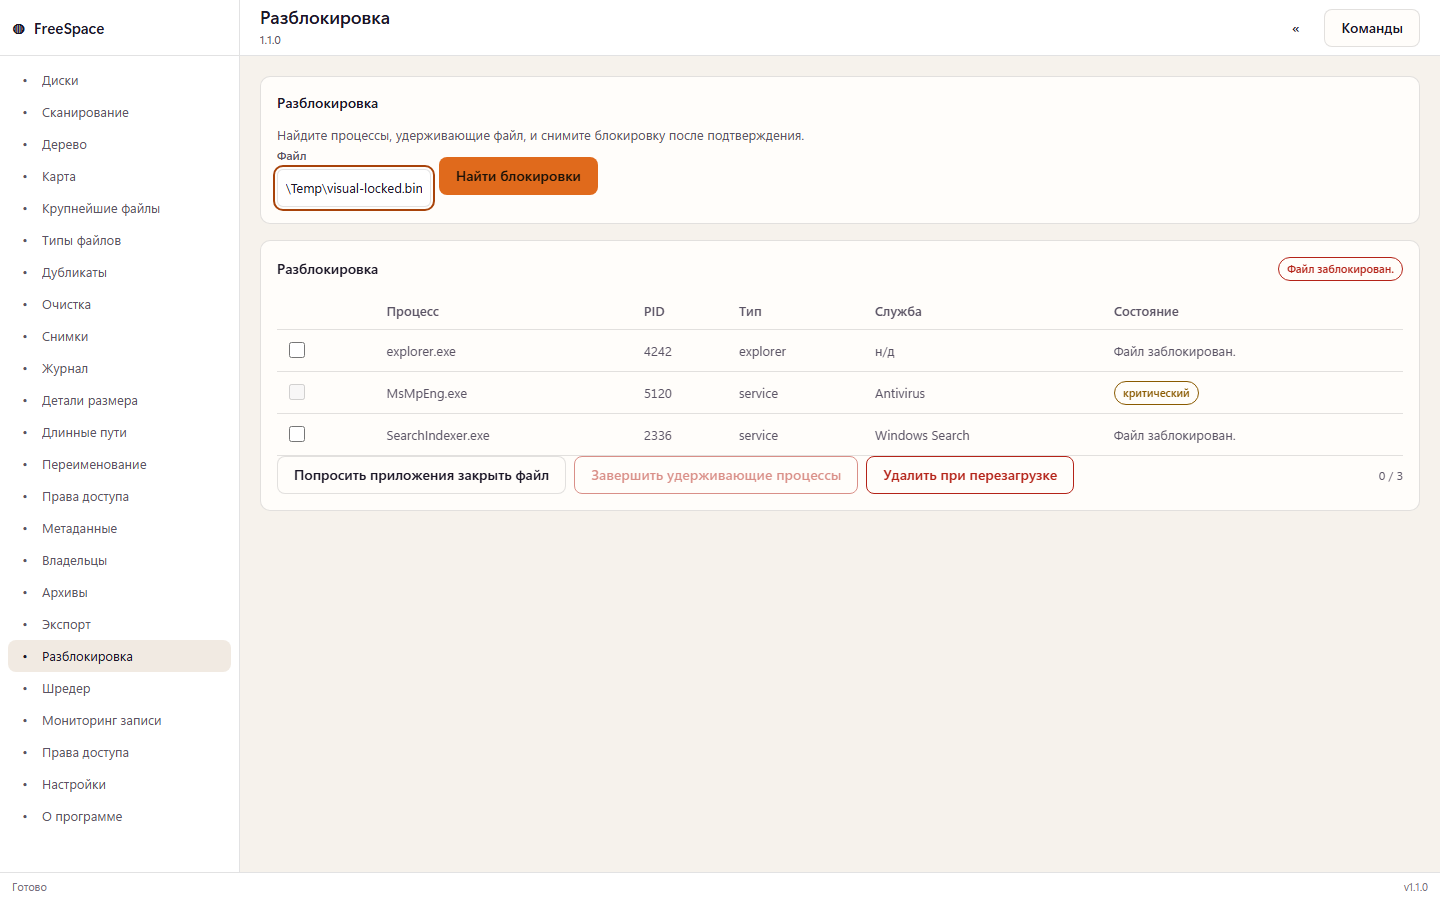 FreeSpace
Разблокировка
1.1.0
«
Команды
• Диски
• Сканирование
• Дерево
• Карта
• Крупнейшие файлы
• Типы файлов
• Дубликаты
• Очистка
• Снимки
• Журнал
• Детали размера
• Длинные пути
• Переименование
• Права доступа
• Метаданные
• Владельцы
• Архивы
• Экспорт
• Разблокировка
• Шредер
• Мониторинг записи
• Права доступа
• Настройки
• О программе
Разблокировка
Найдите процессы, удерживающие файл, и снимите блокировку после подтверждения.
Файл
\Temp\visual-locked.bin
Найти блокировки
Разблокировка
Файл заблокирован.
Процесс PID Тип Служба Состояние
explorer.exe 4242 explorer н/д Файл заблокирован.
MsMpEng.exe 5120 service Antivirus критический
SearchIndexer.exe 2336 service Windows Search Файл заблокирован.
Попросить приложения закрыть файл
Завершить удерживающие процессы
Удалить при перезагрузке
0 / 3
Готово
v1.1.0